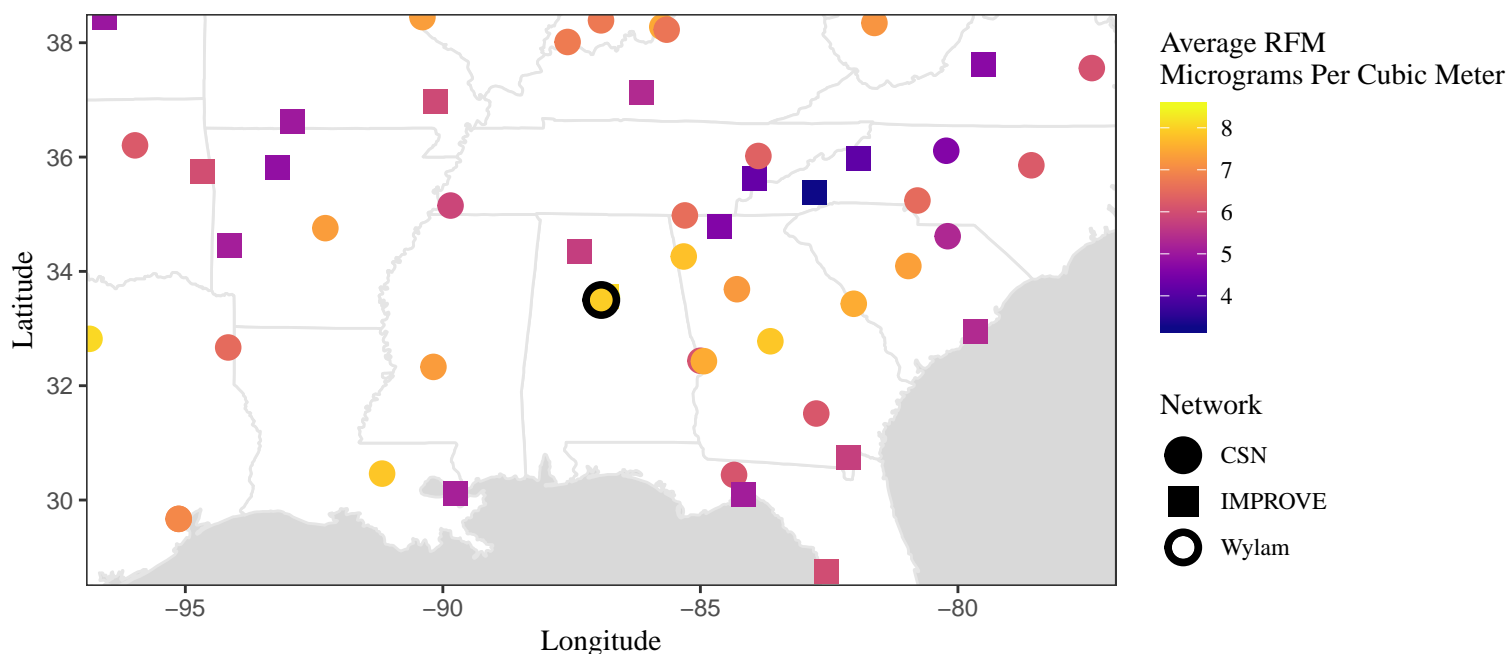 38
36
34
32
30
Latitude
−95
−90
−85
−80
Longitude
Average RFM
Micrograms Per Cubic Meter
8
7
6
5
4
Network
CSN
IMPROVE
Wylam